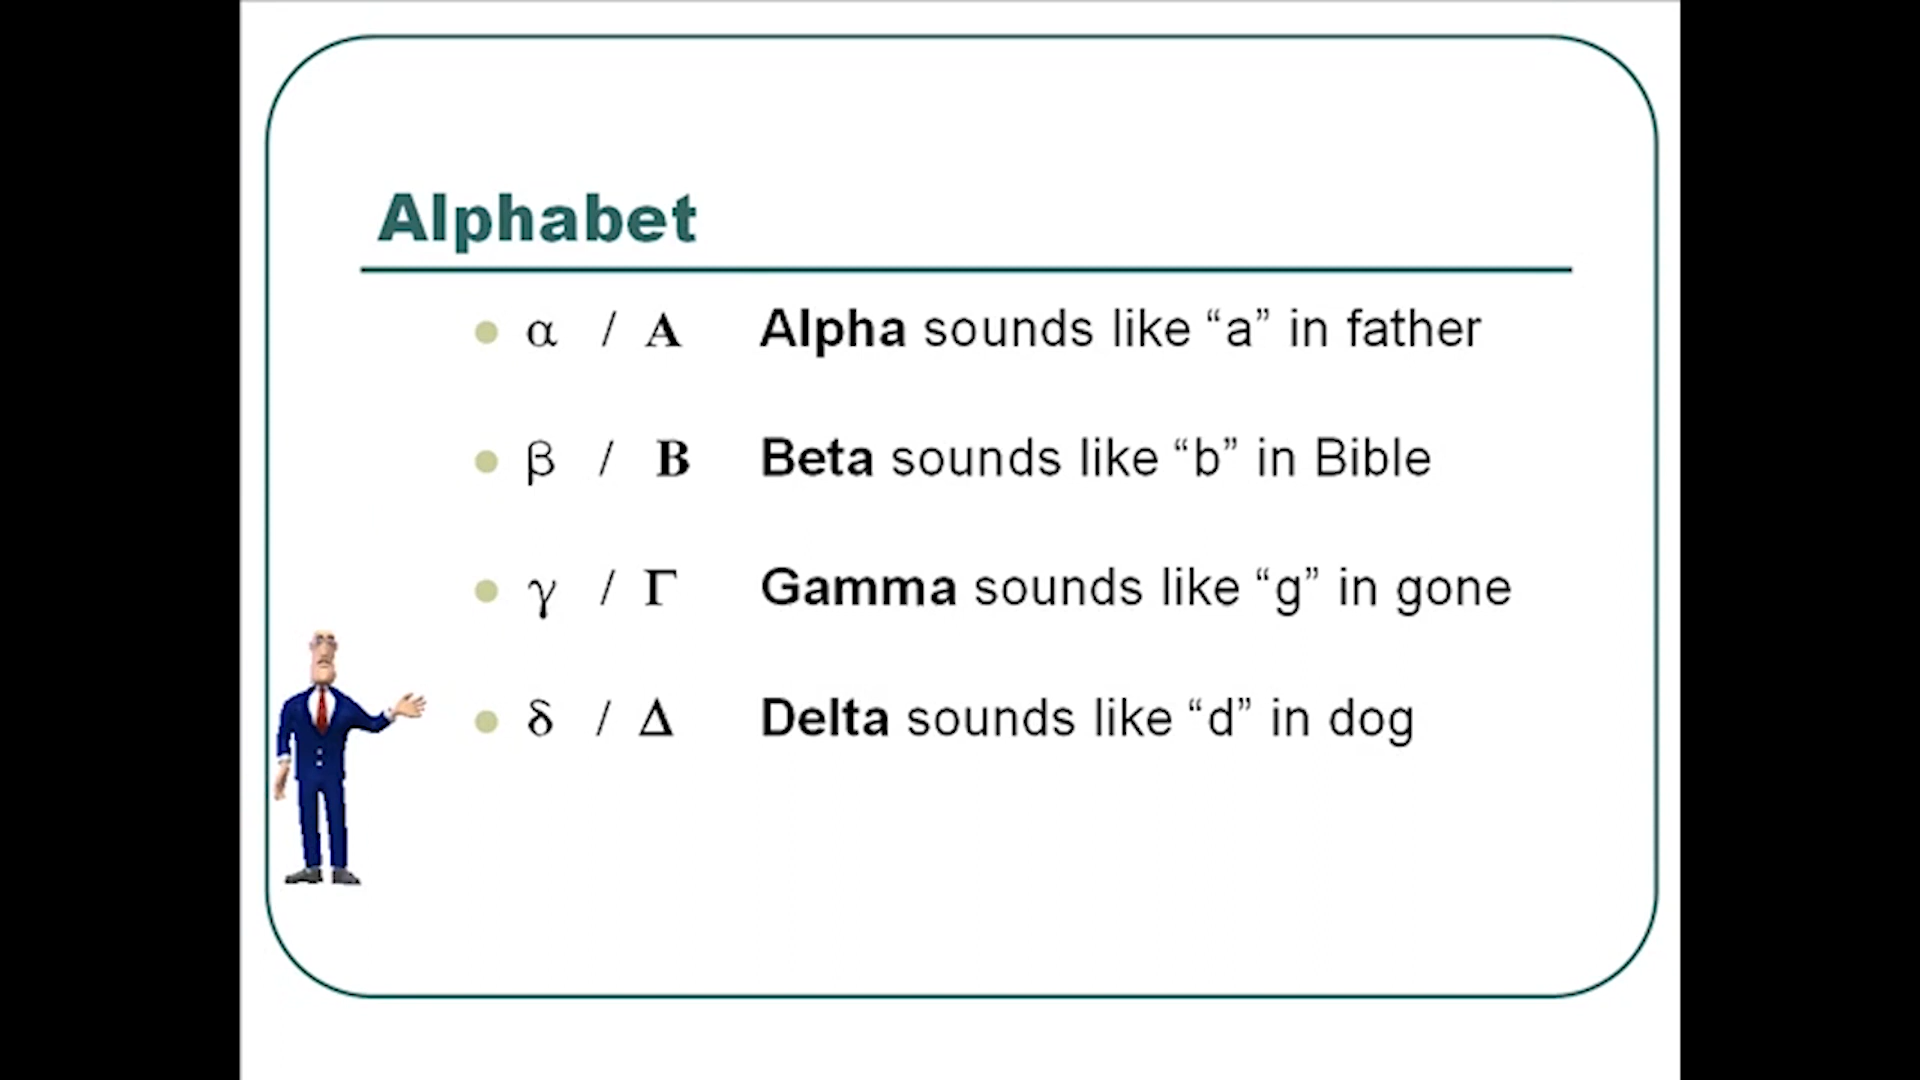 Alphabet
α / Α Alpha sounds like “a” in father
β / Β Beta sounds like “b” in Bible
γ / Γ Gamma sounds like “g” in gone
δ / Δ Delta sounds like “d” in dog